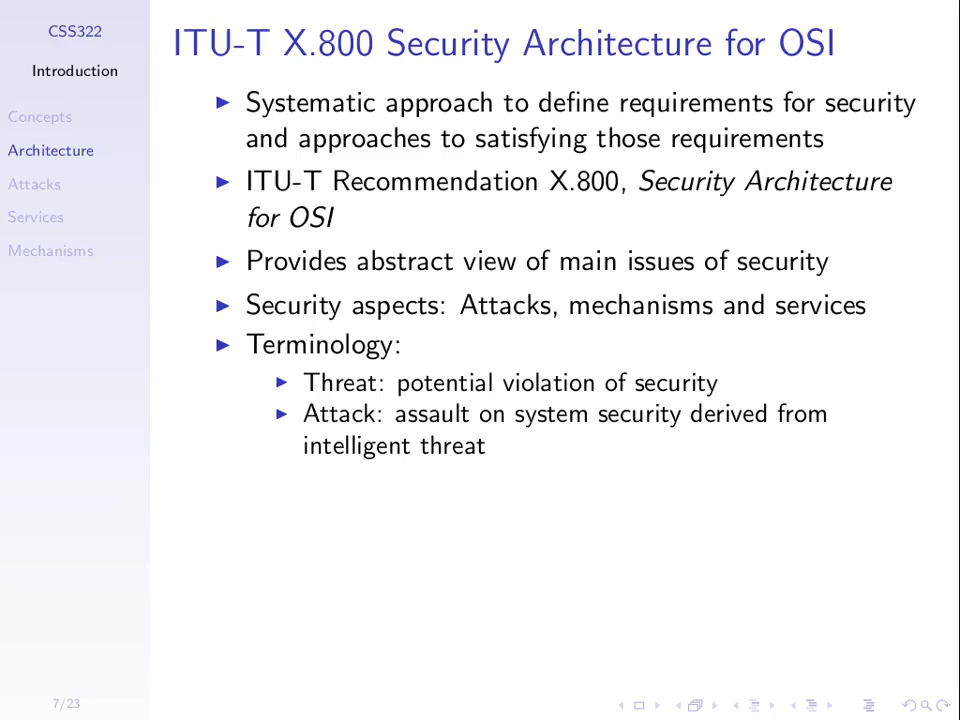 CSS322
Introduction
Concepts
Architecture
Attacks
Services
Mechanisms
ITU-T X.800 Security Architecture for OSI
Systematic approach to define requirements for security
and approaches to satisfying those requirements
ITU-T Recommendation X.800, Security Architecture
for OSI
Provides abstract view of main issues of security
Security aspects: Attacks, mechanisms and services
Terminology:
Threat: potential violation of security
Attack: assault on system security derived from
intelligent threat
7/23